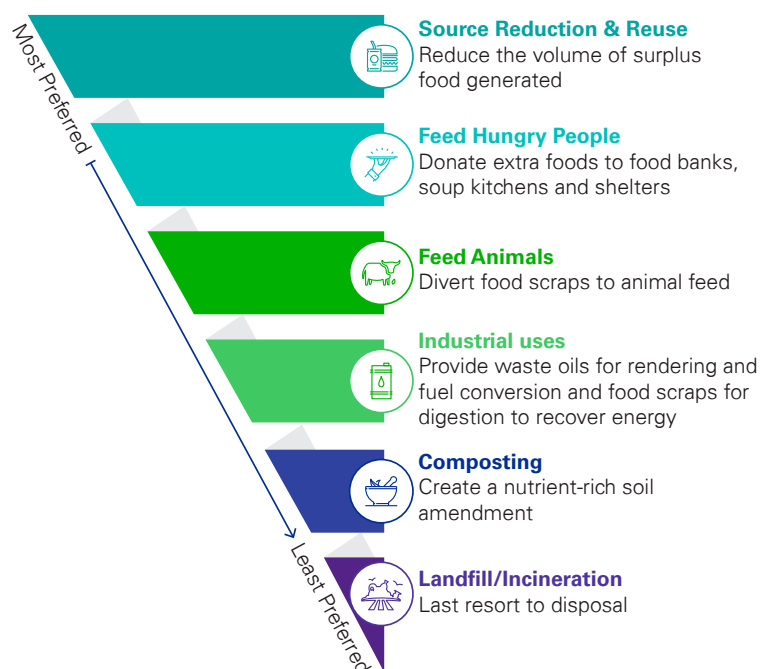 Most Preferred
Source Reduction & Reuse
Reduce the volume of surplus
food generated
Feed Hungry People
Donate extra foods to food banks,
soup kitchens and shelters
Feed Animals
Divert food scraps to animal feed
Industrial uses
Provide waste oils for rendering and
fuel conversion and food scraps for
digestion to recover energy
Composting
Create a nutrient-rich soil
amendment
Least Preferred
Landfill/Incineration
Last resort to disposal